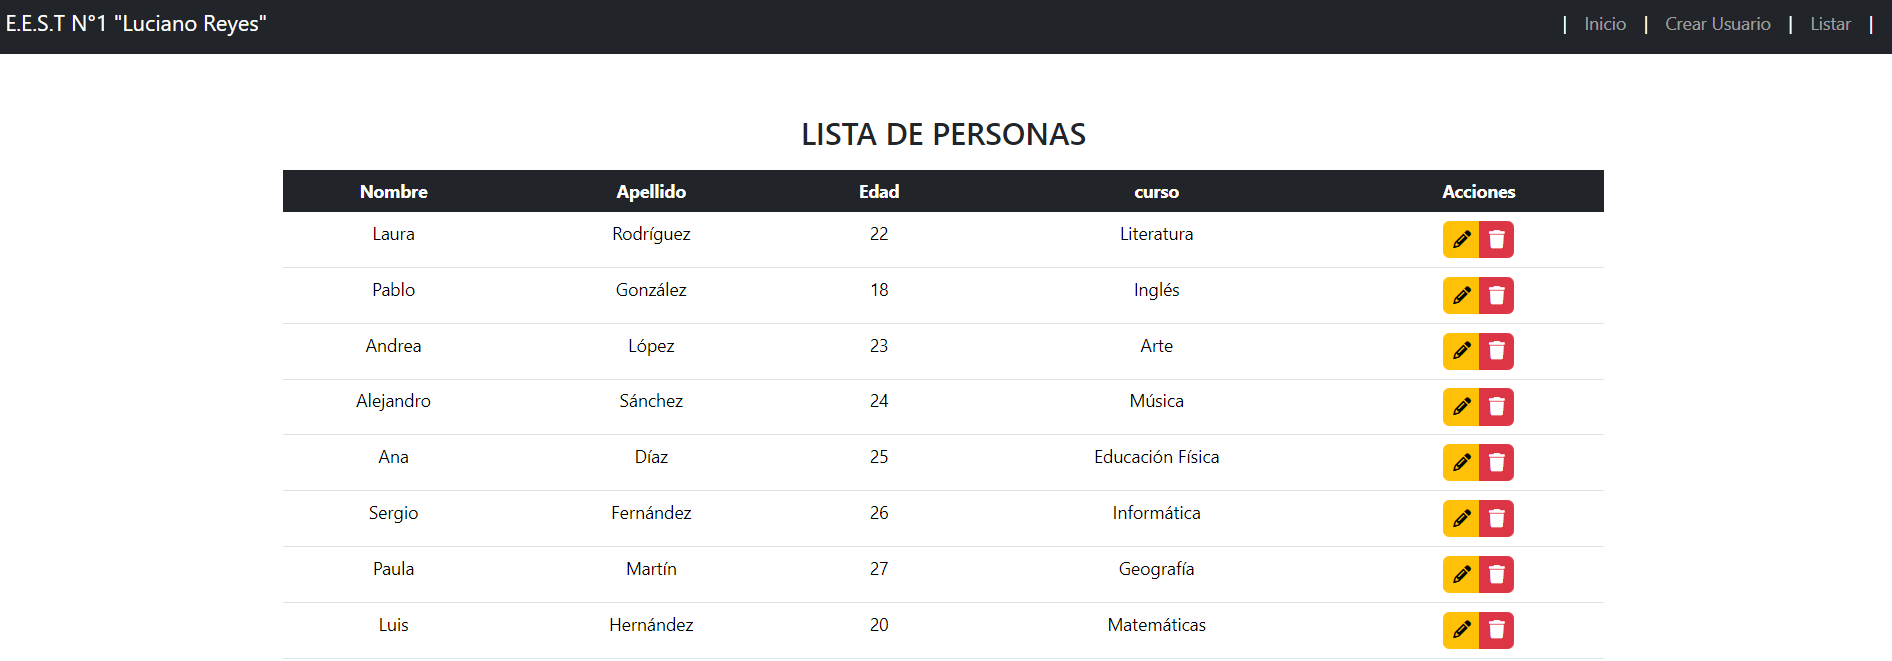 E.E.S.T N°1 "Luciano Reyes" | Inicio | Crear Usuario | Listar |
LISTA DE PERSONAS
Nombre Apellido Edad curso Acciones
Laura Rodríguez 22 Literatura
Pablo González 18 Inglés
Andrea López 23 Arte
Alejandro Sánchez 24 Música
Ana Díaz 25 Educación Física
Sergio Fernández 26 Informática
Paula Martín 27 Geografía
Luis Hernández 20 Matemáticas